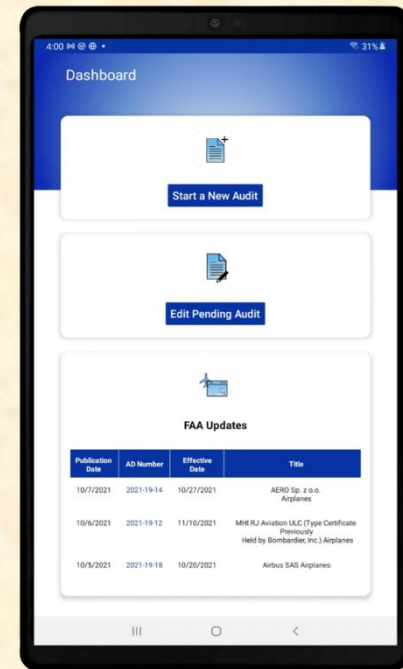 4:00
31%
Dashboard
Start a New Audit
Edit Pending Audit
FAA Updates
Publication Date AD Number Effective Date Title
10/7/2021 2021-19-14 10/27/2021 AERO Sp. z o.o.
Airplanes
10/6/2021 2021-19-12 11/10/2021 MHI RJ Aviation ULC (Type Certificate
Previously
Held by Bombardier, Inc.) Airplanes
10/5/2021 2021-19-18 10/20/2021 Airbus SAS Airplanes